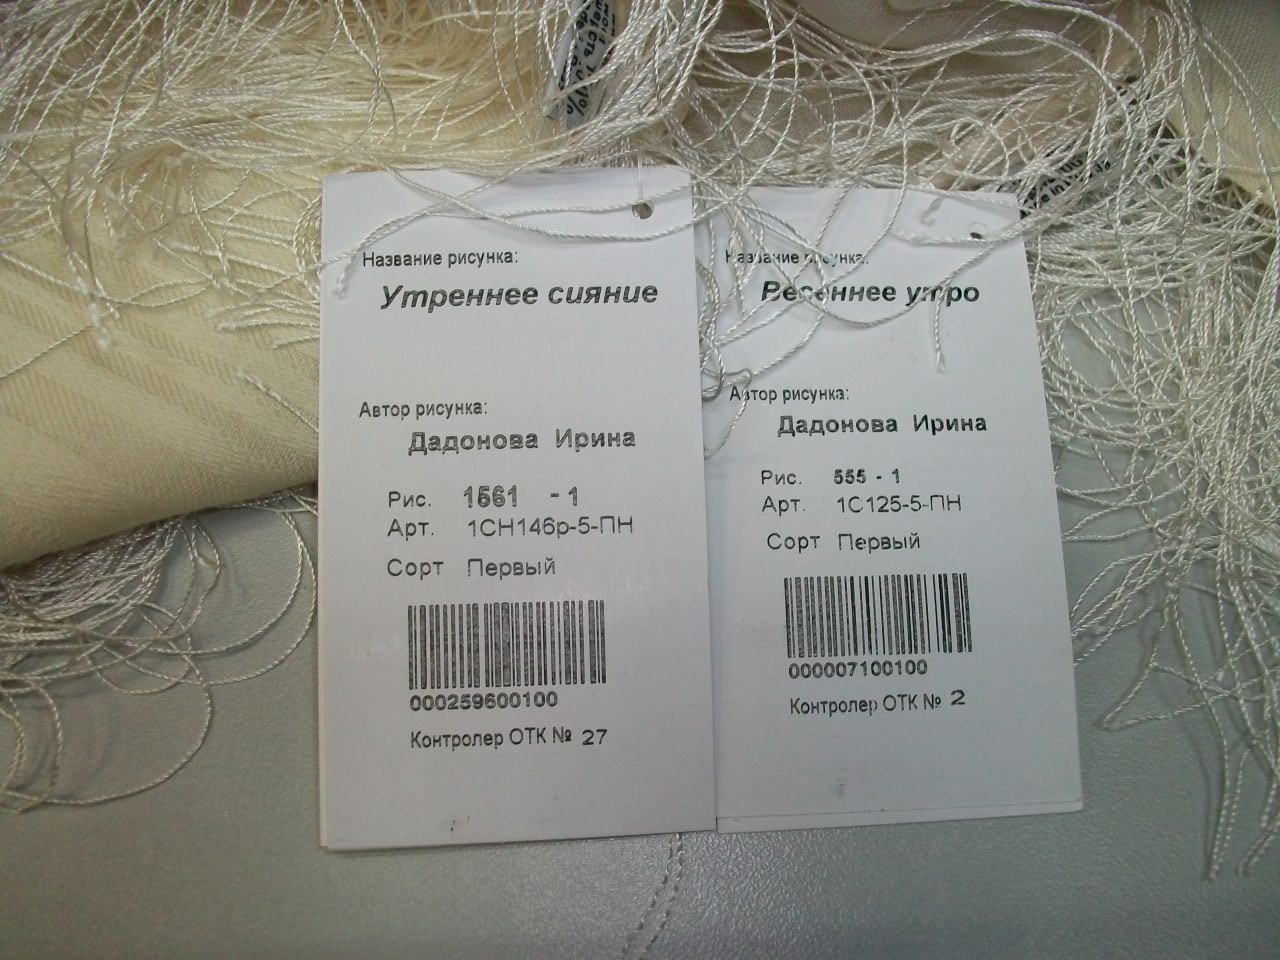 Название рисунка:
Утреннее сияние
Автор рисунка:
Дадонова Ирина
Рис. 1561 - 1
Арт. 1СН146р-5-ПН
Сорт Первый
000259600100
Контролер ОТК № 27
Название рисунка:
Весеннее утро
Автор рисунка:
Дадонова Ирина
Рис. 555 - 1
Арт. 1С125-5-ПН
Сорт Первый
000007100100
Контролер ОТК № 2